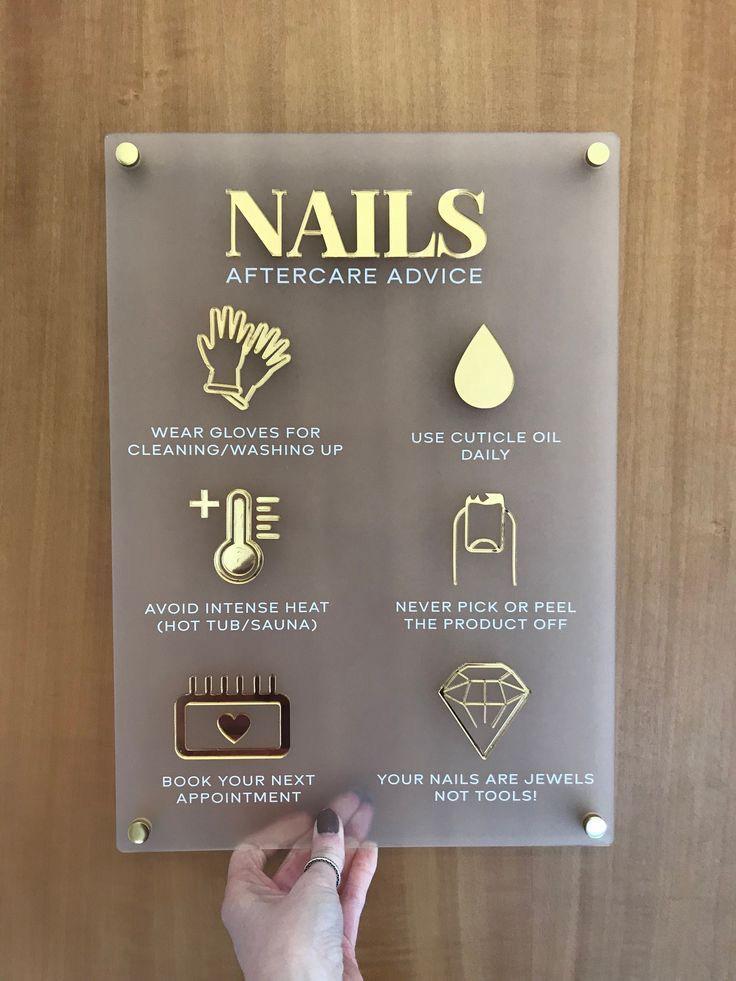 NAILS
AFTERCARE ADVICE
WEAR GLOVES FOR
CLEANING/WASHING UP
USE CUTICLE OIL
DAILY
AVOID INTENSE HEAT
(HOT TUB/SAUNA)
NEVER PICK OR PEEL
THE PRODUCT OFF
BOOK YOUR NEXT
APPOINTMENT
YOUR NAILS ARE JEWELS
NOT TOOLS!